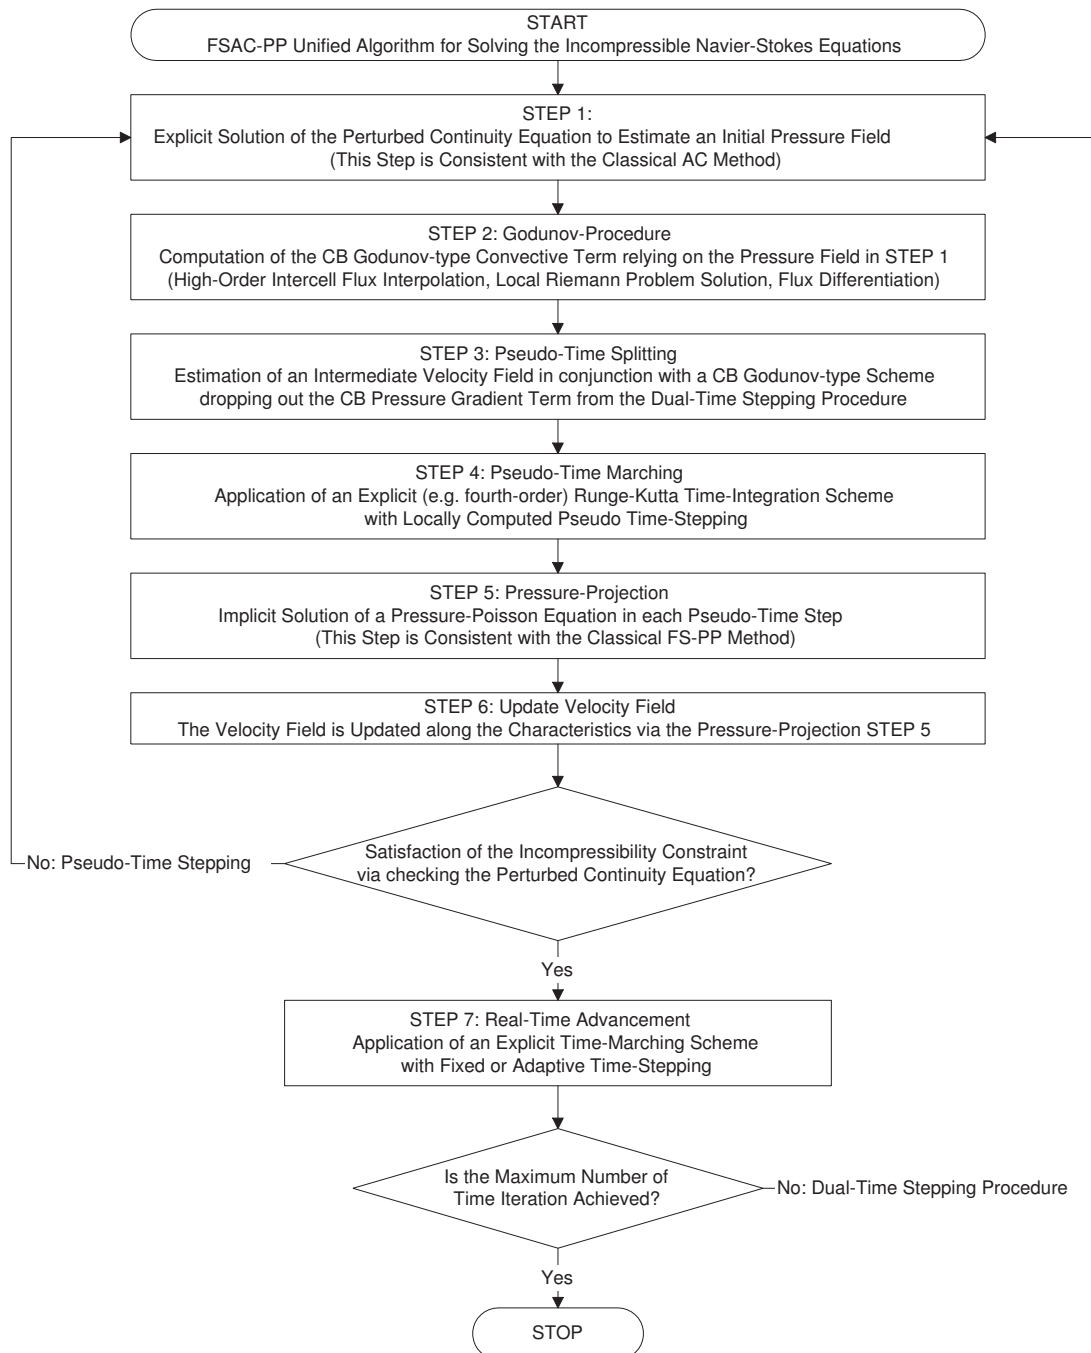 START
FSAC-PP Unified Algorithm for Solving the Incompressible Navier-Stokes Equations
STEP 1:
Explicit Solution of the Perturbed Continuity Equation to Estimate an Initial Pressure Field
(This Step is Consistent with the Classical AC Method)
STEP 2: Godunov-Procedure
Computation of the CB Godunov-type Convective Term relying on the Pressure Field in STEP 1
(High-Order Intercell Flux Interpolation, Local Riemann Problem Solution, Flux Differentiation)
STEP 3: Pseudo-Time Splitting
Estimation of an Intermediate Velocity Field in conjunction with a CB Godunov-type Scheme
dropping out the CB Pressure Gradient Term from the Dual-Time Stepping Procedure
STEP 4: Pseudo-Time Marching
Application of an Explicit (e.g. fourth-order) Runge-Kutta Time-Integration Scheme
with Locally Computed Pseudo Time-Stepping
STEP 5: Pressure-Projection
Implicit Solution of a Pressure-Poisson Equation in each Pseudo-Time Step
(This Step is Consistent with the Classical FS-PP Method)
STEP 6: Update Velocity Field
The Velocity Field is Updated along the Characteristics via the Pressure-Projection STEP 5
Satisfaction of the Incompressibility Constraint
via checking the Perturbed Continuity Equation?
No: Pseudo-Time Stepping
Yes
STEP 7: Real-Time Advancement
Application of an Explicit Time-Marching Scheme
with Fixed or Adaptive Time-Stepping
Is the Maximum Number of
Time Iteration Achieved?
No: Dual-Time Stepping Procedure
Yes
STOP